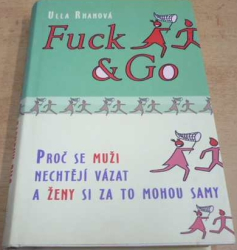 Ulla Rhanová
Fuck
& Go
Proč se muži
nechtějí vázat
a ženy si za to mohou samy